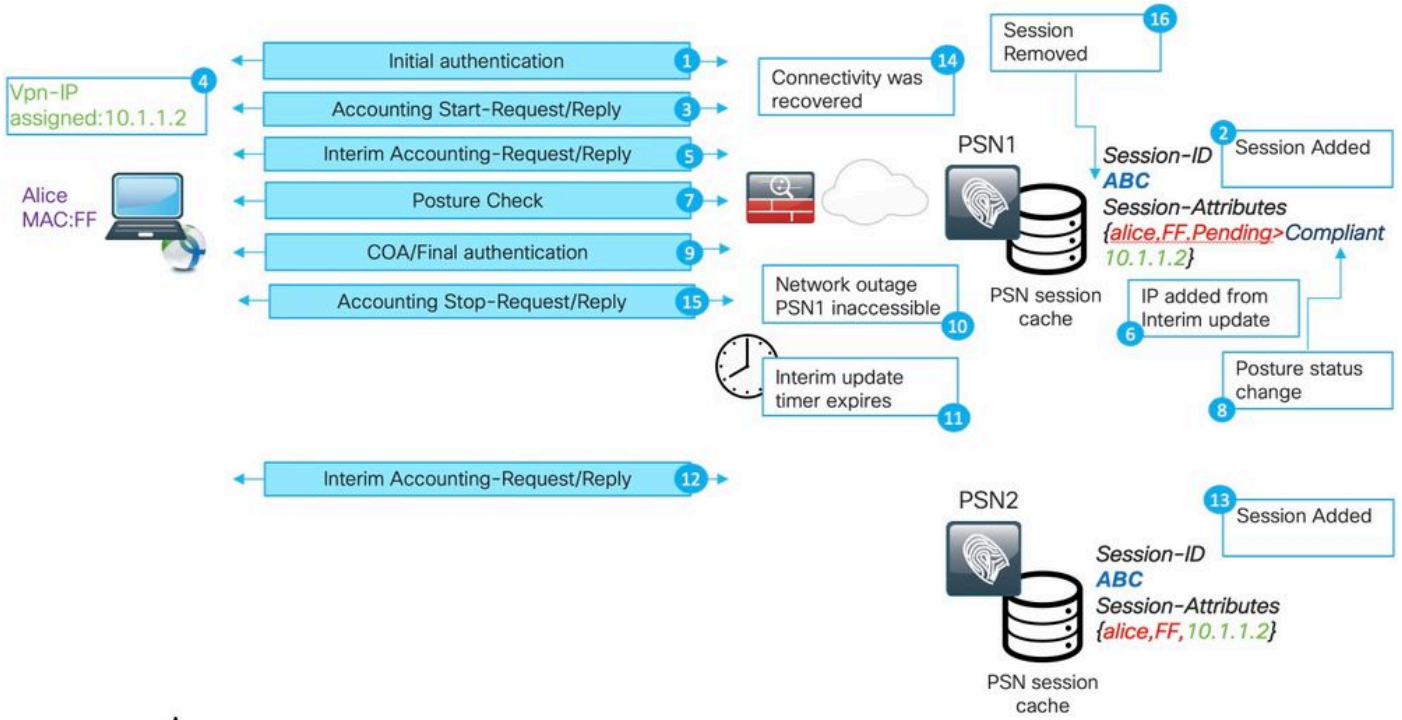 Initial authentication
1
Accounting Start-Request/Reply
3
Interim Accounting-Request/Reply
5
Posture Check
7
COA/Final authentication
9
Accounting Stop-Request/Reply
15
Interim Accounting-Request/Reply
12
4
Vpn-IP
assigned:10.1.1.2
Alice
MAC:FF
14
Connectivity was
recovered
Network outage
PSN1 inaccessible
10
Interim update
timer expires
11
16
Session
Removed
PSN1
PSN session
cache
2
Session Added
Session-ID
ABC
Session-Attributes
{alice,FF.Pending>Compliant
10.1.1.2}
IP added from
Interim update
6
Posture status
change
8
PSN2
PSN session
cache
13
Session Added
Session-ID
ABC
Session-Attributes
{alice,FF,10.1.1.2}